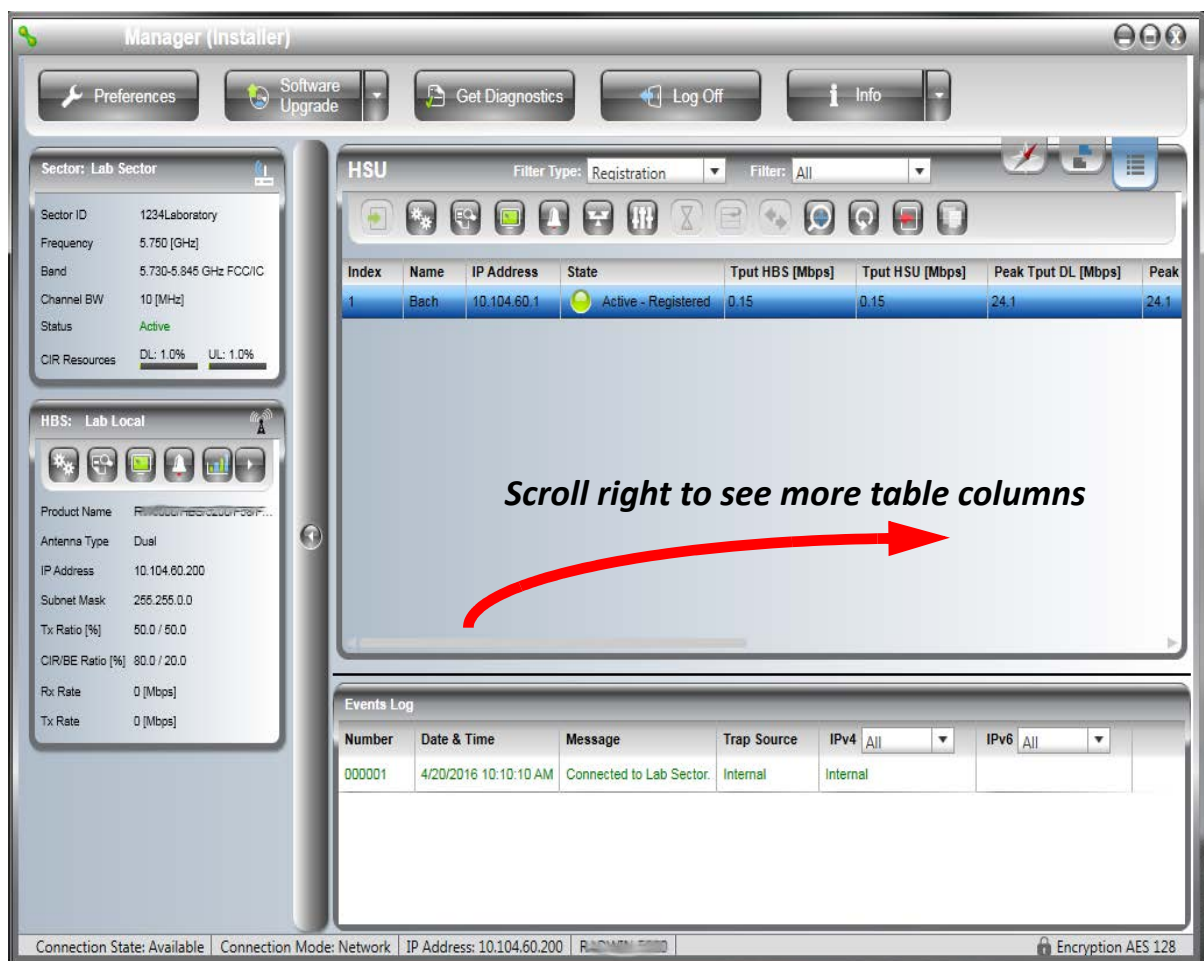 Manager (Installer)
Preferences
Software Upgrade
Get Diagnostics
Log Off
Info
Sector: Lab Sector
Sector ID 1234Laboratory
Frequency 5.750 [GHz]
Band 5.730-5.845 GHz FCC/IC
Channel BW 10 [MHz]
Status Active
CIR Resources DL: 1.0% UL: 1.0%
HBS: Lab Local
Product Name
Antenna Type Dual
IP Address 10.104.60.200
Subnet Mask 255.255.0.0
Tx Ratio [%] 50.0 / 50.0
CIR/BE Ratio [%] 80.0 / 20.0
Rx Rate 0 [Mbps]
Tx Rate 0 [Mbps]
HSU Filter Type: Registration Filter: All
Index Name IP Address State Tput HBS [Mbps] Tput HSU [Mbps] Peak Tput DL [Mbps] Peak
1 Bach 10.104.60.1 Active - Registered 0.15 0.15 24.1 24.1
Scroll right to see more table columns
Events Log
Number Date & Time Message Trap Source IPv4 All IPv6 All
000001 4/20/2016 10:10:10 AM Connected to Lab Sector. Internal Internal
Connection State: Available Connection Mode: Network IP Address: 10.104.60.200 Encryption AES 128